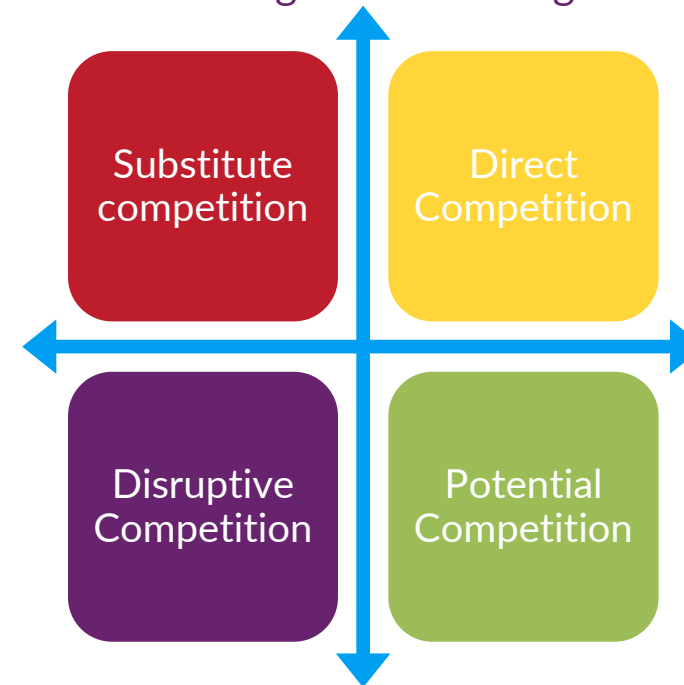 Substitute
competition
Direct
Competition
Disruptive
Competition
Potential
Competition